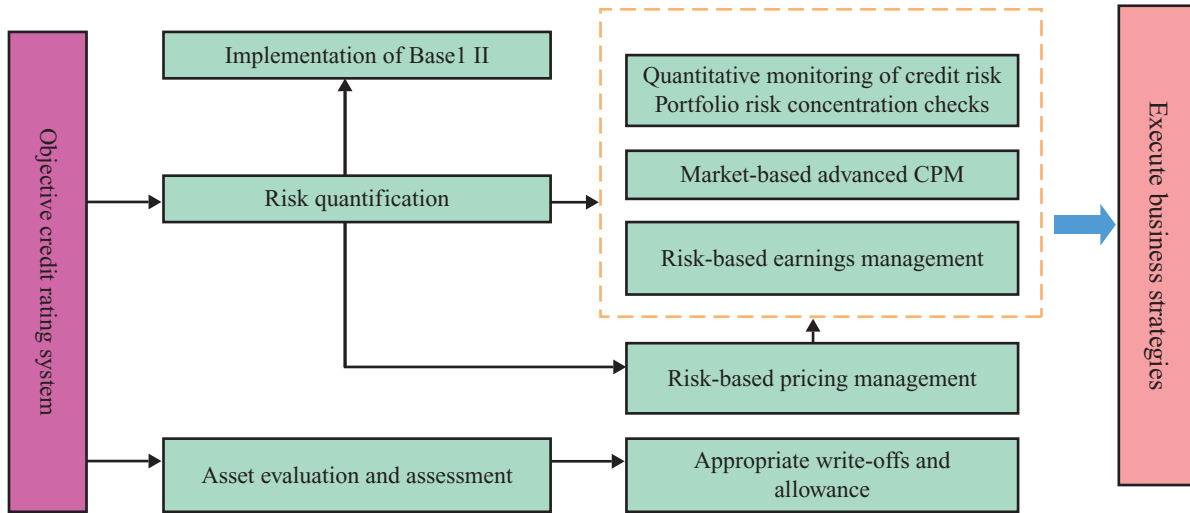 Objective credit rating system
Implementation of Base1 II
Risk quantification
Asset evaluation and assessment
Quantitative monitoring of credit risk
Portfolio risk concentration checks
Market-based advanced CPM
Risk-based earnings management
Risk-based pricing management
Appropriate write-offs and
allowance
Execute business
strategies